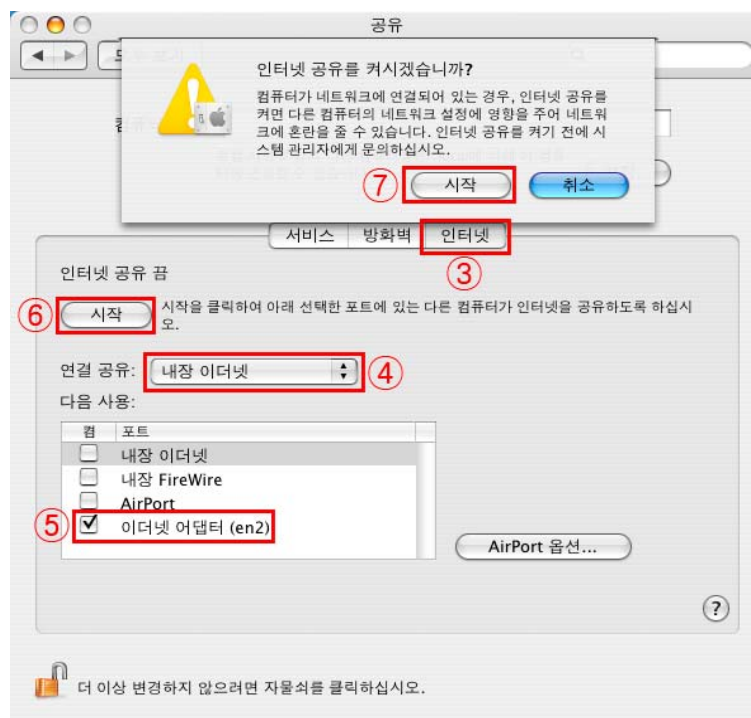 공유
인터넷 공유를 켜시겠습니까?
컴퓨터가 네트워크에 연결되어 있는 경우, 인터넷 공유를
켜면 다른 컴퓨터의 네트워크 설정에 영향을 주어 네트워
크에 혼란을 줄 수 있습니다. 인터넷 공유를 켜기 전에 시
스템 관리자에게 문의하십시오.
⑦ 시작 취소
서비스 방화벽 인터넷
③
인터넷 공유 끔
⑥ 시작 시작을 클릭하여 아래 선택한 포트에 있는 다른 컴퓨터가 인터넷을 공유하도록 하십시
오.
연결 공유: 내장 이더넷 ④
다음 사용:
켬 포트
내장 이더넷
내장 FireWire
AirPort
⑤ 이더넷 어댑터 (en2)
AirPort 옵션...
?
더 이상 변경하지 않으려면 자물쇠를 클릭하십시오.